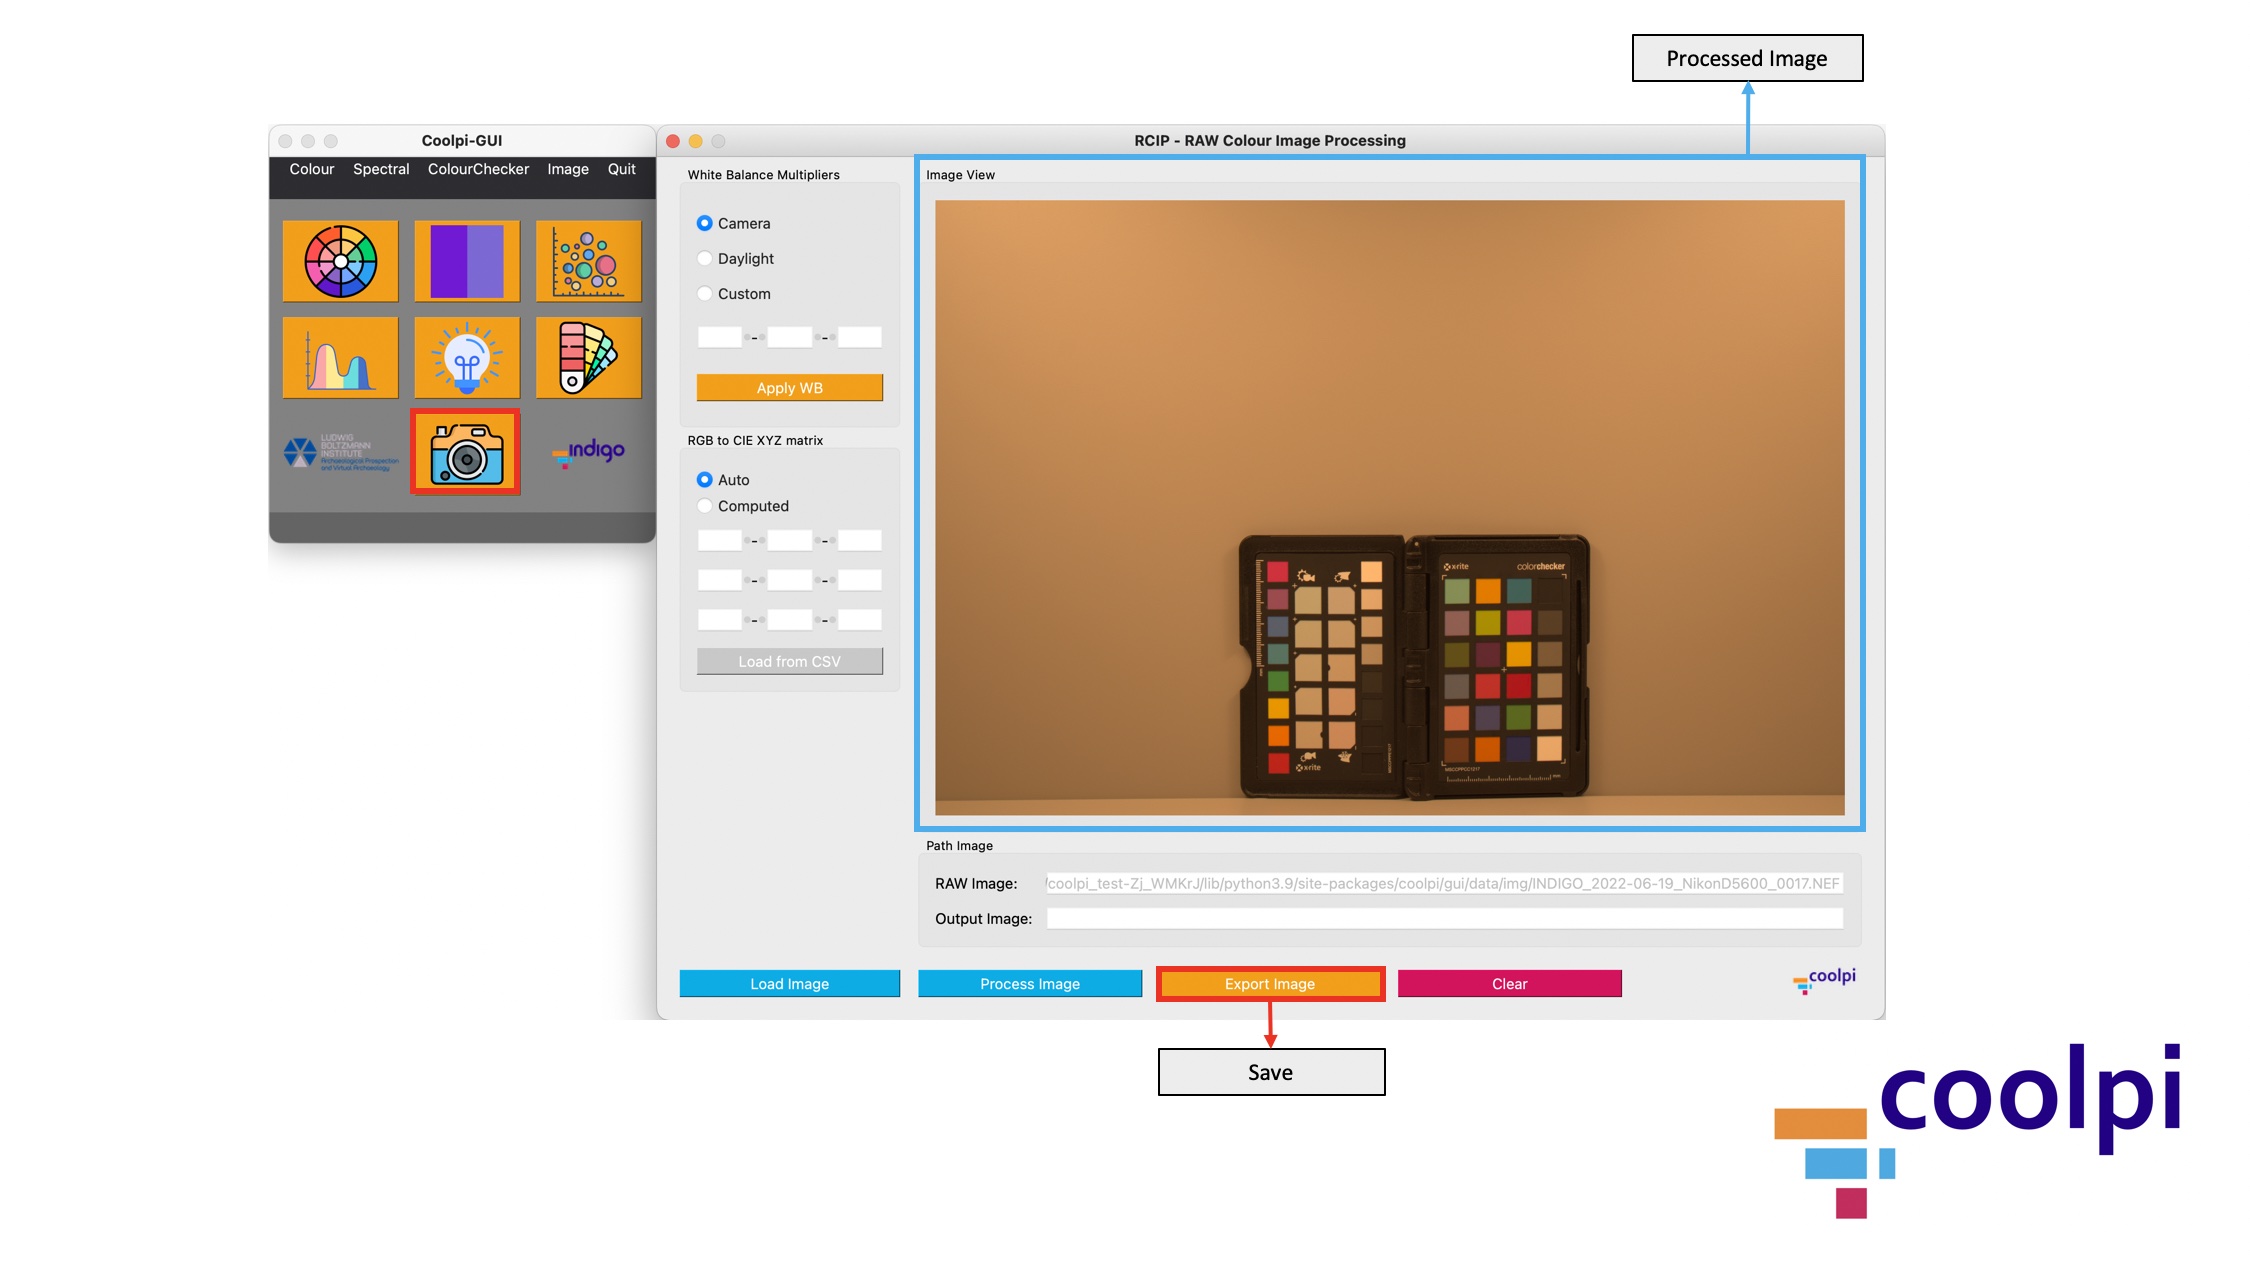 Processed Image
Coolpi-GUI
Colour Spectral ColourChecker Image Quit
LUDWIG
BOLTZMANN
INSTITUTE
Archaeological Prospection
and Virtual Archaeology
indigo
RCIP - RAW Colour Image Processing
White Balance Multipliers
Camera
Daylight
Custom
- -
Apply WB
RGB to CIE XYZ matrix
Auto
Computed
- -
- -
- -
Load from CSV
Image View
x-rite
x-rite colorchecker
Path Image
RAW Image: /coolpi_test-Zj_WMKrJ/lib/python3.9/site-packages/coolpi/gui/data/img/INDIGO_2022-06-19_NikonD5600_0017.NEF
Output Image:
Load Image Process Image Export Image Clear
coolpi
Save
coolpi